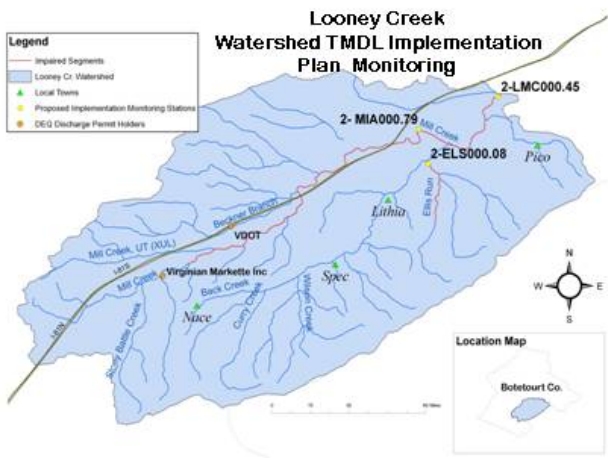 Looney Creek
Watershed TMDL Implementation
Plan Monitoring
Legend
Impaired Segments
Looney Cr. Watershed
Local Towns
Proposed Implementation Monitoring Stations
DEQ Discharge Permit Holders
2-LMC000.45
2- MIA000.79
Mill Creek
2-ELS000.08
Pico
Ellis Run
Lithia
Beckner Branch
VDOT
Mill Creek, UT (XUL)
Spec
Virginian Markette Inc
Mill Creek
Back Creek
Nace
Curry Creek
Wilson Creek
N
W
E
S
Location Map
Botetourt Co.